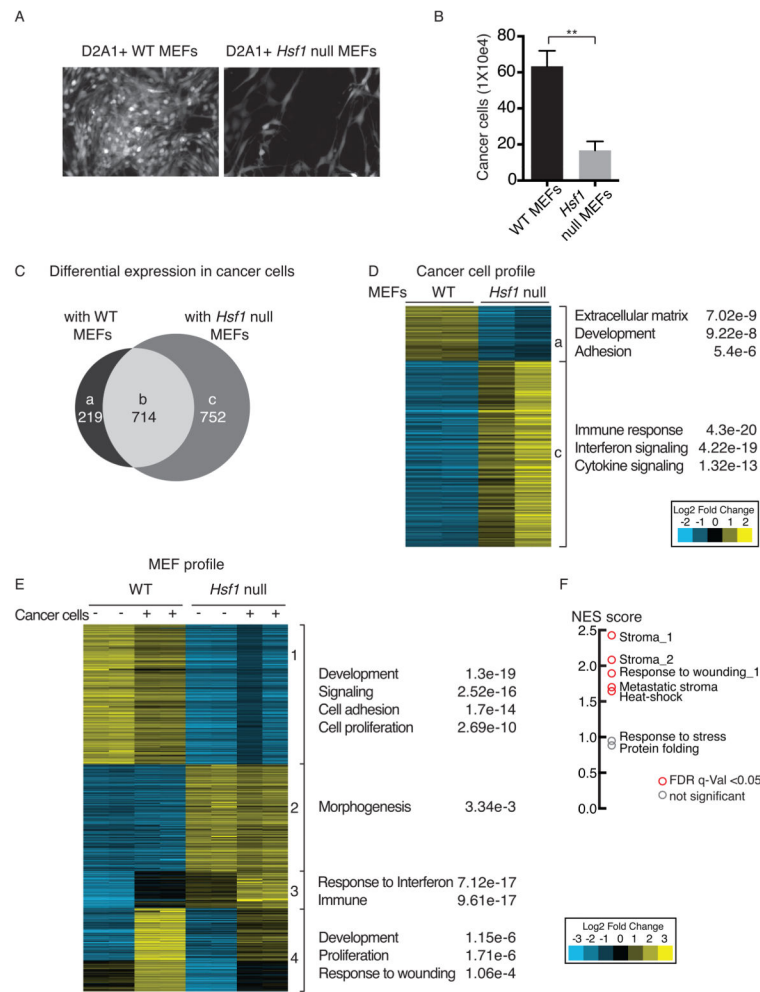 A
D2A1+ WT MEFs
D2A1+ Hsf1 null MEFs
B
Cancer cells (1X10e4)
80
60
40
20
0
**
WT MEFs
Hsf1
null MEFs
C
Differential expression in cancer cells
with WT
MEFs
with Hsf1 null
MEFs
a
219
b
714
c
752
D
Cancer cell profile
MEFs
WT
Hsf1 null
a
Extracellular matrix 7.02e-9
Development 9.22e-8
Adhesion 5.4e-6
c
Immune response 4.3e-20
Interferon signaling 4.22e-19
Cytokine signaling 1.32e-13
Log2 Fold Change
-2 -1 0 1 2
E
MEF profile
WT
Hsf1 null
Cancer cells - - + + - - + +
1
Development 1.3e-19
Signaling 2.52e-16
Cell adhesion 1.7e-14
Cell proliferation 2.69e-10
2
Morphogenesis 3.34e-3
3
Response to Interferon 7.12e-17
Immune 9.61e-17
4
Development 1.15e-6
Proliferation 1.71e-6
Response to wounding 1.06e-4
Log2 Fold Change
-3 -2 -1 0 1 2 3
F
NES score
2.5
2.0
1.5
1.0
0.5
0.0
Stroma_1
Stroma_2
Response to wounding_1
Metastatic stroma
Heat-shock
Response to stress
Protein folding
FDR q-Val <0.05
not significant